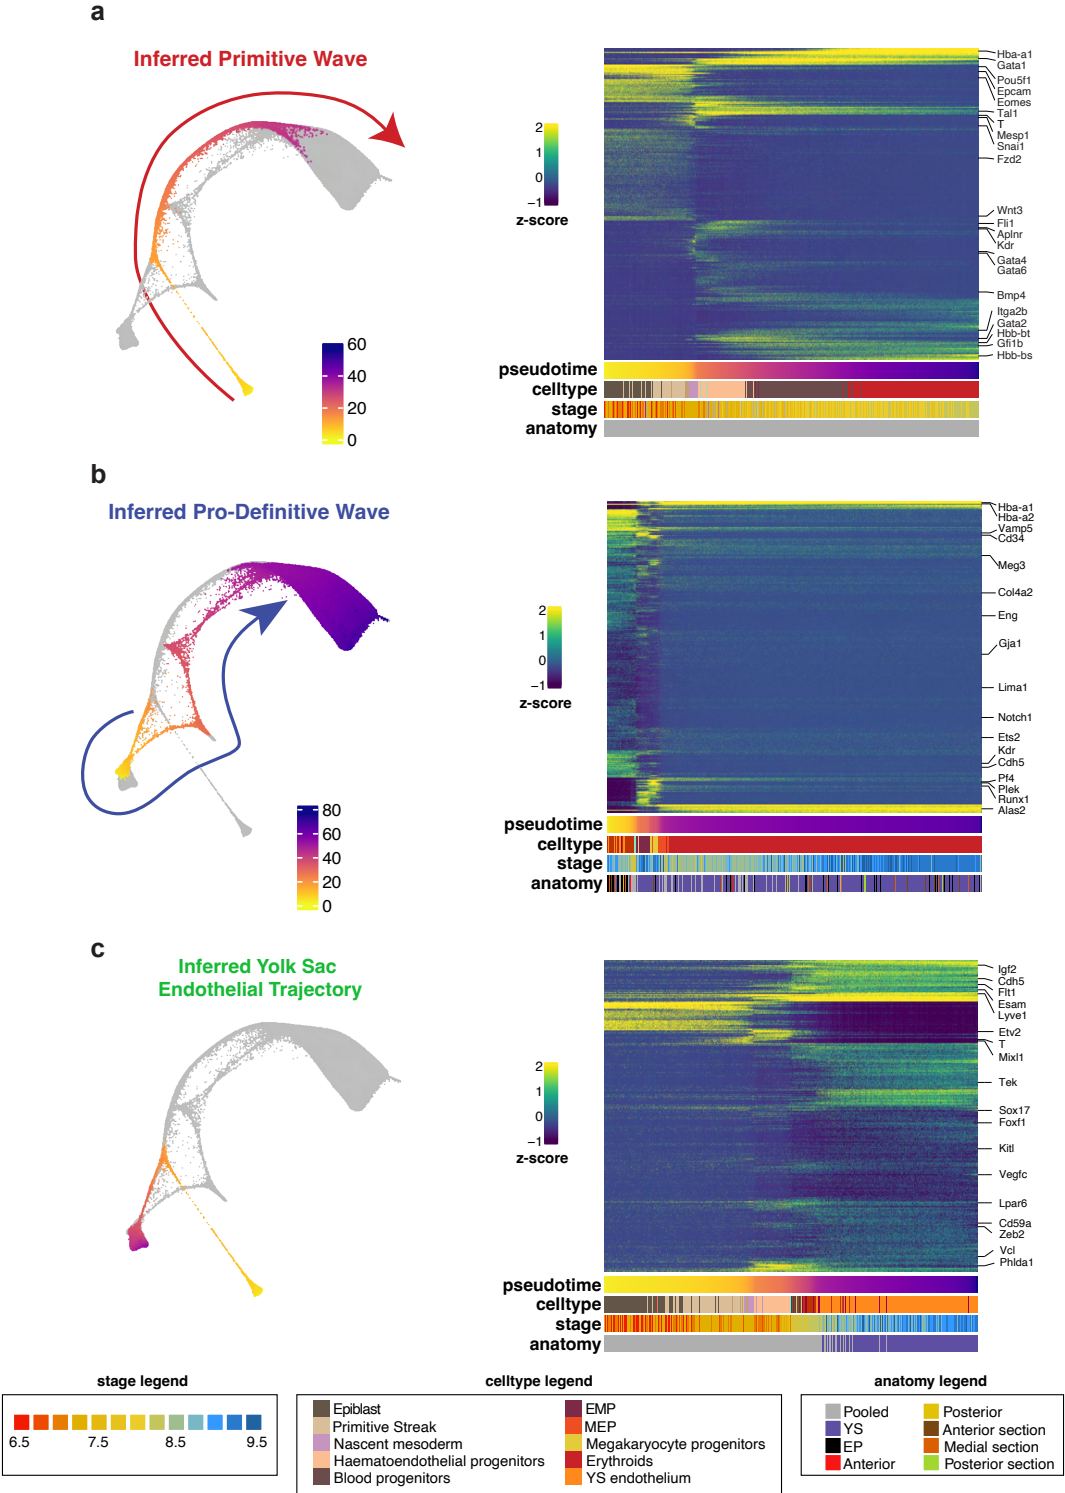 a
Inferred Primitive Wave
2
1
0
−1
z-score
60
40
20
0
Hba-a1
Gata1
Pou5f1
Epcam
Eomes
Tal1
T
Mesp1
Snai1
Fzd2
Wnt3
Fli1
Aplnr
Kdr
Gata4
Gata6
Bmp4
Itga2b
Gata2
Hbb-bt
Gfi1b
Hbb-bs
pseudotime
celltype
stage
anatomy
b
Inferred Pro-Definitive Wave
2
1
0
−1
z-score
80
60
40
20
0
Hba-a1
Hba-a2
Vamp5
Cd34
Meg3
Col4a2
Eng
Gja1
Lima1
Notch1
Ets2
Kdr
Cdh5
Pf4
Plek
Runx1
Alas2
pseudotime
celltype
stage
anatomy
c
Inferred Yolk Sac
Endothelial Trajectory
2
1
0
−1
z-score
Igf2
Cdh5
Flt1
Esam
Lyve1
Etv2
T
Mixl1
Tek
Sox17
Foxf1
Kitl
Vegfc
Lpar6
Cd59a
Zeb2
Vcl
Phlda1
pseudotime
celltype
stage
anatomy
stage legend
6.5 7.5 8.5 9.5
celltype legend
Epiblast
Primitive Streak
Nascent mesoderm
Haematoendothelial progenitors
Blood progenitors
EMP
MEP
Megakaryocyte progenitors
Erythroids
YS endothelium
anatomy legend
Pooled
YS
EP
Anterior
Posterior
Anterior section
Medial section
Posterior section